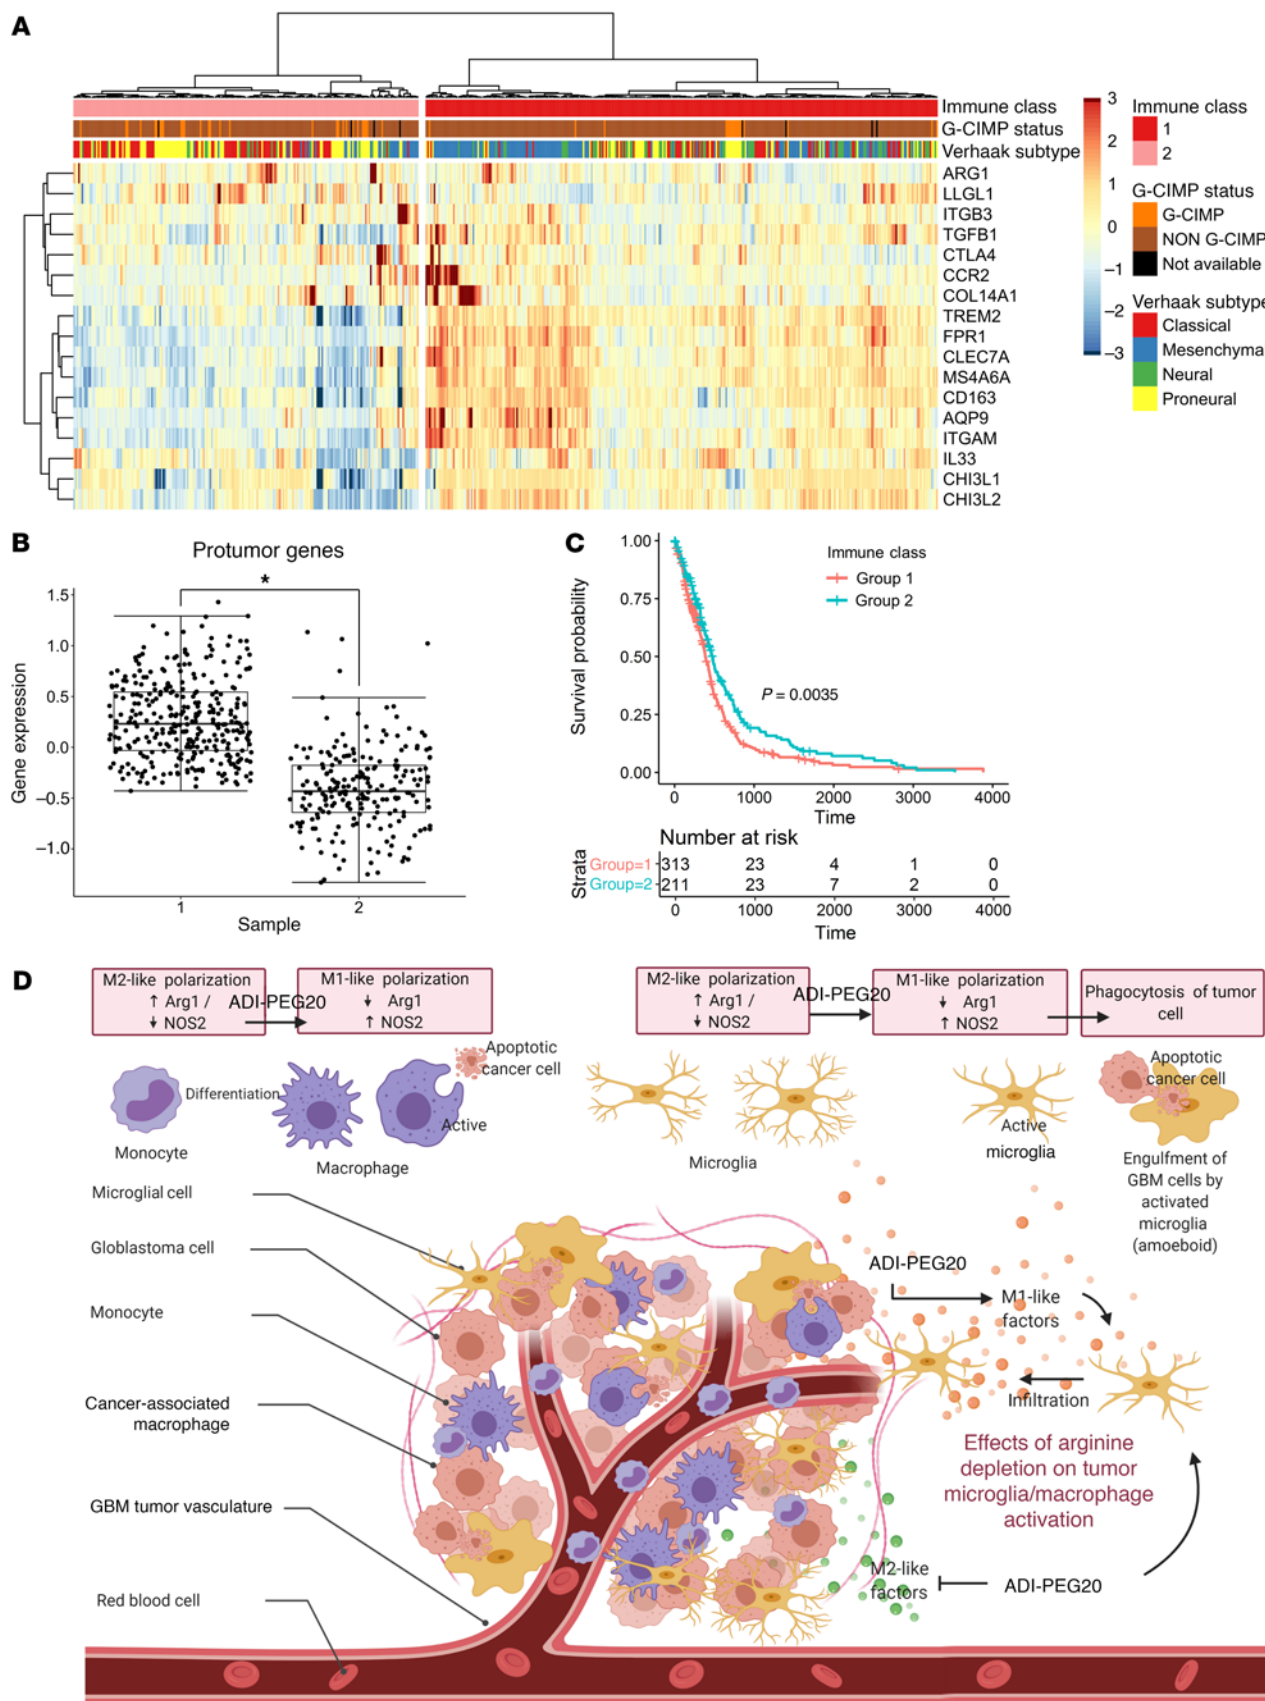 A
Immune class
G-CIMP status
Verhaak subtype
ARG1
LLGL1
ITGB3
TGFB1
CTLA4
CCR2
COL14A1
TREM2
FPR1
CLEC7A
MS4A6A
CD163
AQP9
ITGAM
IL33
CHI3L1
CHI3L2
3
2
1
0
−1
−2
−3
Immune class
1
2
G-CIMP status
G-CIMP
NON G-CIMP
Not available
Verhaak subtype
Classical
Mesenchyma
Neural
Proneural
B
Protumor genes
*
Gene expression
1.5
1.0
0.5
0.0
−0.5
−1.0
1 2
Sample
C
Survival probability
1.00
0.75
0.50
0.25
0.00
Immune class
Group 1
Group 2
P = 0.0035
0 1000 2000 3000 4000
Time
Number at risk
Strata
Group=1 313 23 4 1 0
Group=2 211 23 7 2 0
0 1000 2000 3000 4000
Time
D
M2-like polarization
↑ Arg1 /
↓ NOS2
ADI-PEG20
M1-like polarization
↓ Arg1
↑ NOS2
M2-like polarization
↑ Arg1 /
↓ NOS2
ADI-PEG20
M1-like polarization
↓ Arg1
↑ NOS2
Phagocytosis of tumor
cell
Monocyte
Differentiation
Macrophage
Active
Apoptotic
cancer cell
Microglia
Active
microglia
Apoptotic
cancer cell
Engulfment of
GBM cells by
activated
microglia
(amoeboid)
Microglial cell
Globlastoma cell
Monocyte
Cancer-associated
macrophage
GBM tumor vasculature
Red blood cell
ADI-PEG20
M1-like
factors
Infiltration
Effects of arginine
depletion on tumor
microglia/macrophage
activation
M2-like
factors
ADI-PEG20